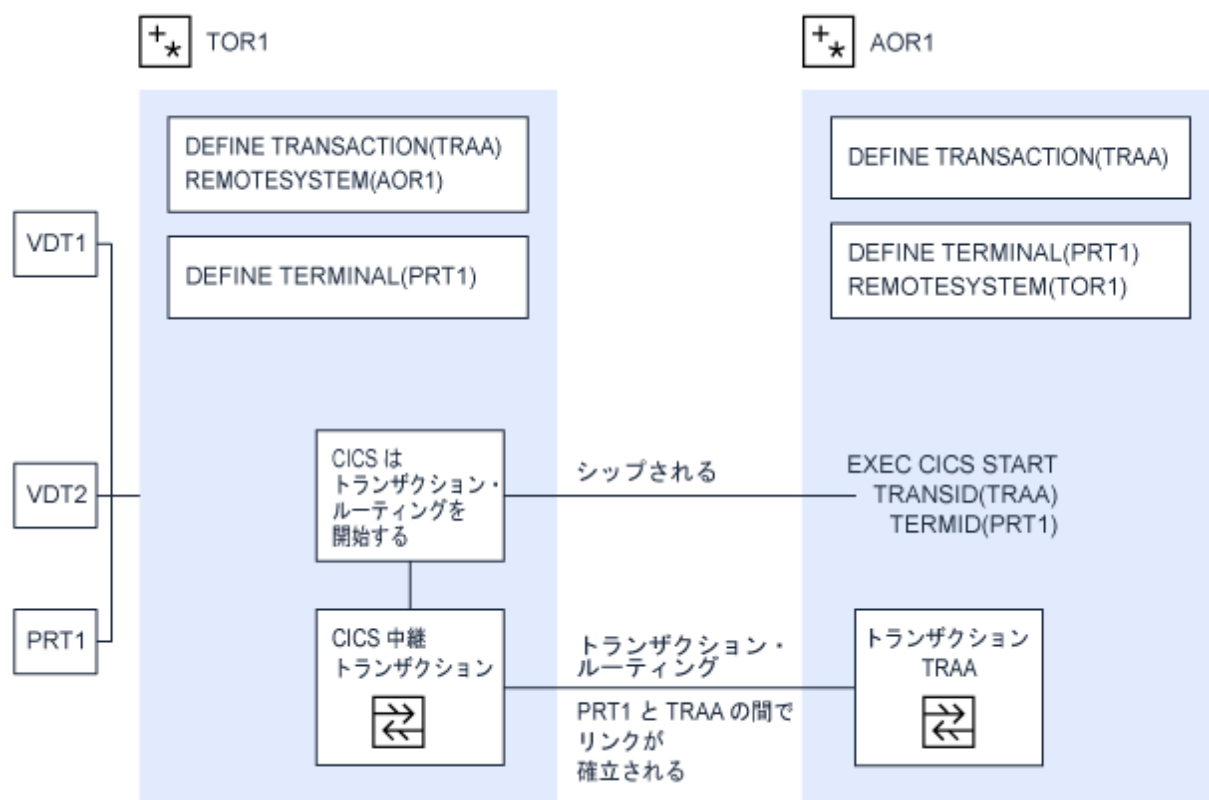 TOR1
AOR1
DEFINE TRANSACTION(TRAA)
REMOTESYSTEM(AOR1)
DEFINE TRANSACTION(TRAA)
VDT1
DEFINE TERMINAL(PRT1)
DEFINE TERMINAL(PRT1)
REMOTESYSTEM(TOR1)
VDT2
CICS は
トランザクション・
ルーティングを
開始する
シップされる
EXEC CICS START
TRANSID(TRAA)
TERMID(PRT1)
PRT1
CICS 中継
トランザクション
トランザクション・
ルーティング
PRT1 と TRAA の間で
リンクが
確立される
トランザクション
TRAA